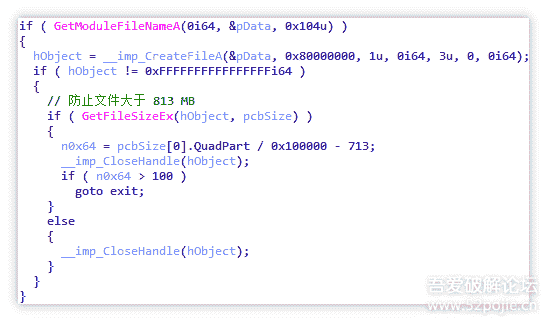 if ( GetModuleFileNameA(0i64, &pData, 0x104u) )
{
hObject = __imp_CreateFileA(&pData, 0x80000000, 1u, 0i64, 3u, 0, 0i64);
if ( hObject != 0xFFFFFFFFFFFFFFFFi64 )
{
// 防止文件大于 813 MB
if ( GetFileSizeEx(hObject, pcbSize) )
{
n0x64 = pcbSize[0].QuadPart / 0x100000 - 713;
__imp_CloseHandle(hObject);
if ( n0x64 > 100 )
goto exit;
}
else
{
__imp_CloseHandle(hObject);
}
}
}
吾爱破解论坛
www.52pojie.cn